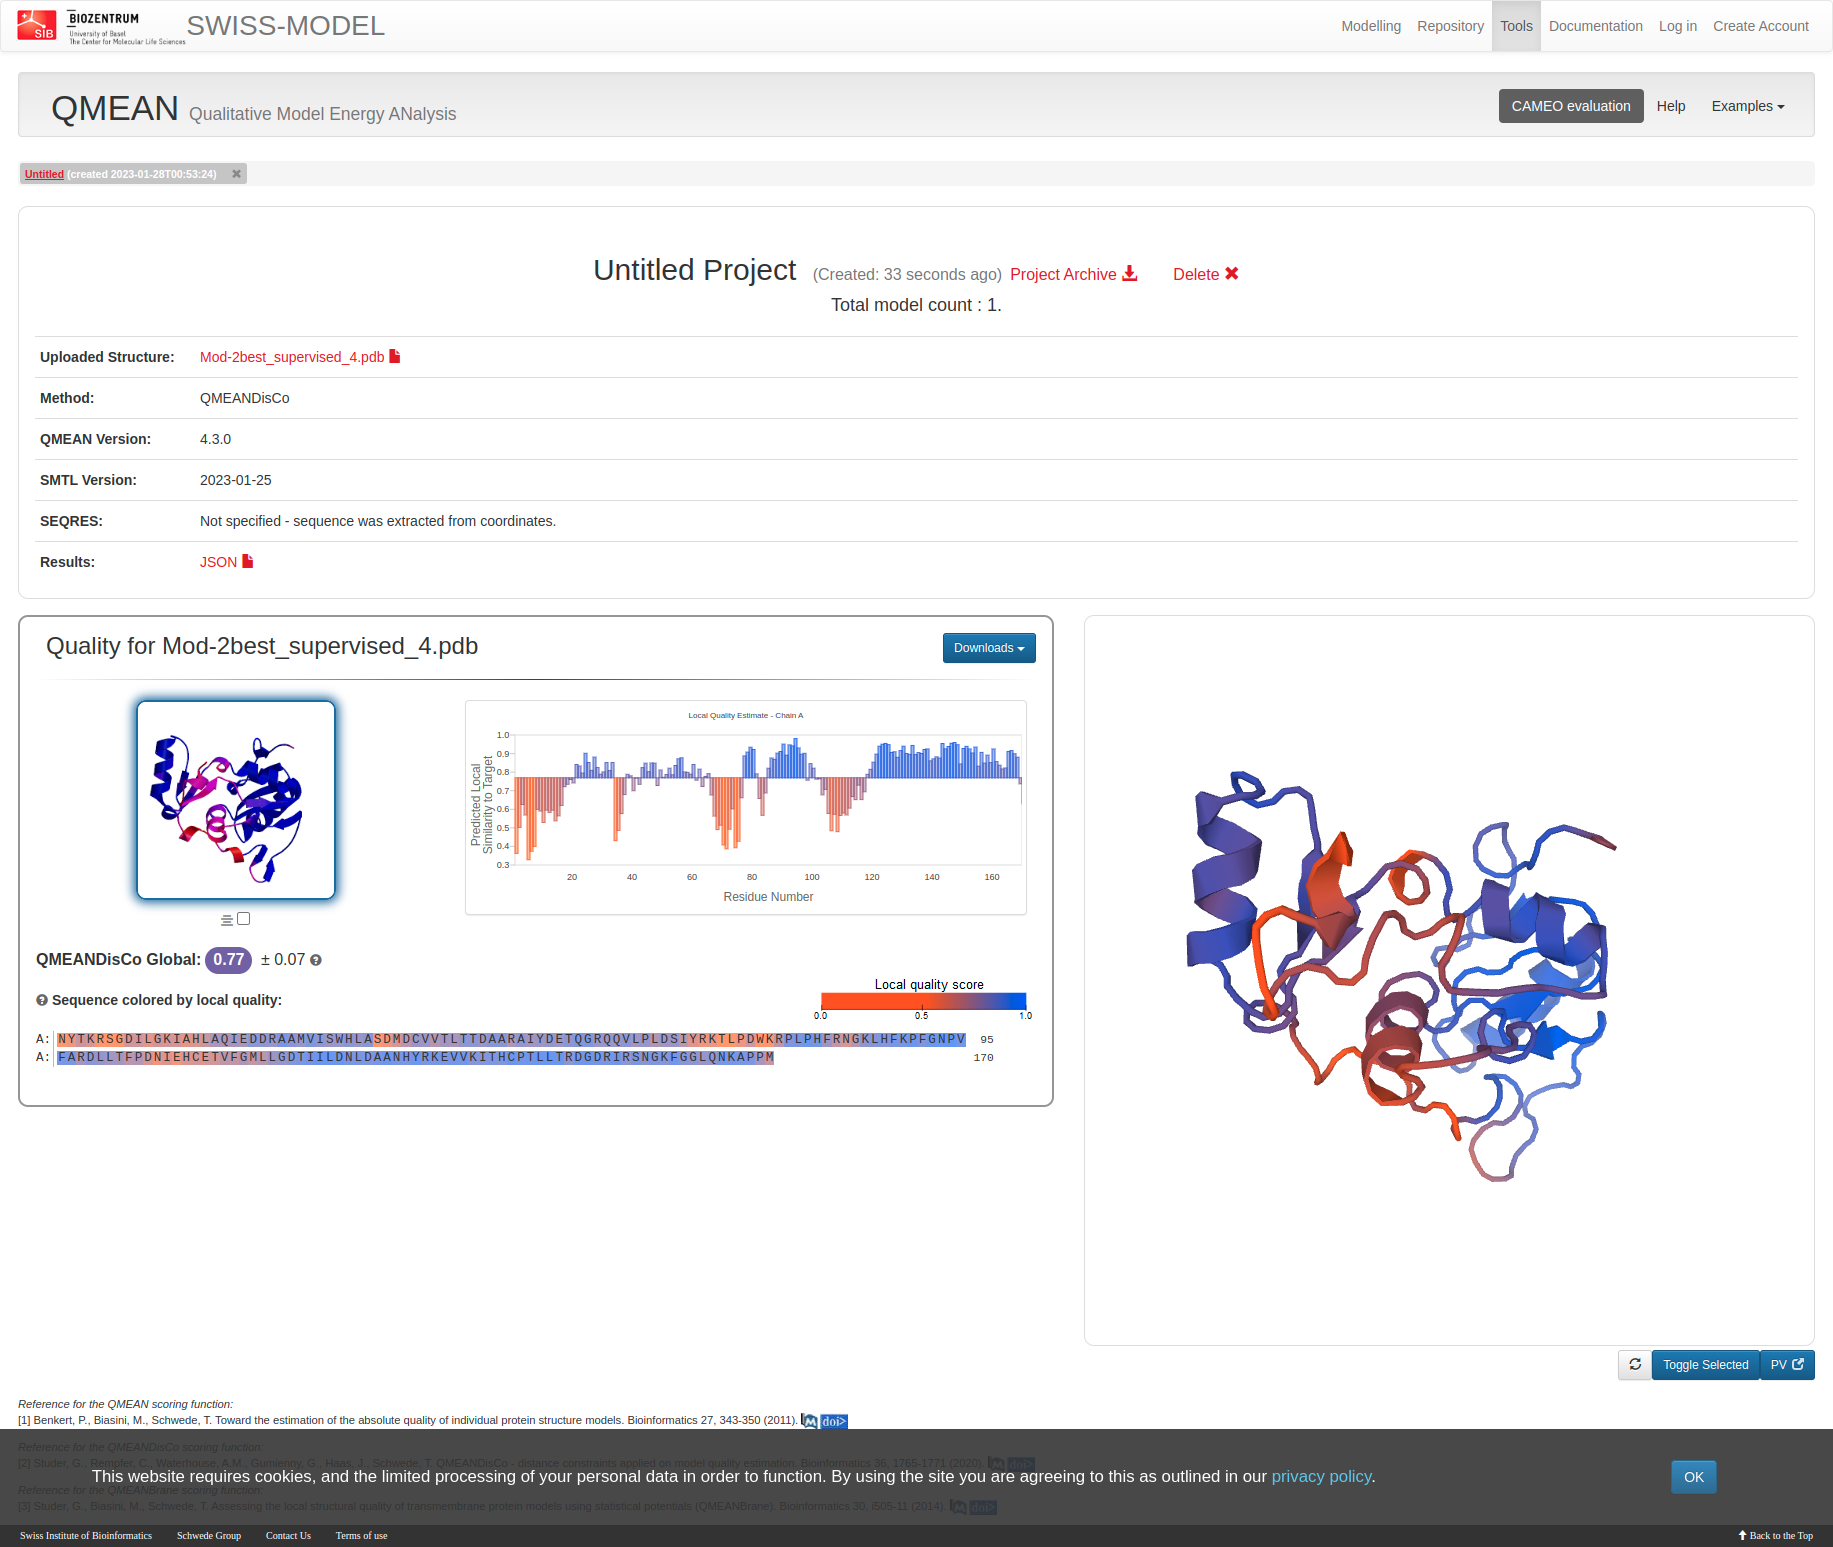 SIB
BIOZENTRUM
University of Basel
The Center for Molecular Life Sciences
SWISS-MODEL
Modelling Repository Tools Documentation Log in Create Account
QMEAN Qualitative Model Energy ANalysis
CAMEO evaluation Help Examples
Untitled (created 2023-01-28T00:53:24) ✖
Untitled Project (Created: 33 seconds ago) Project Archive Delete ✖
Total model count : 1.
Uploaded Structure: Mod-2best_supervised_4.pdb
Method: QMEANDisCo
QMEAN Version: 4.3.0
SMTL Version: 2023-01-25
SEQRES: Not specified - sequence was extracted from coordinates.
Results: JSON
Quality for Mod-2best_supervised_4.pdb
Downloads
Local Quality Estimate - Chain A
Predicted Local
Similarity to Target
1.0
0.9
0.8
0.7
0.6
0.5
0.4
0.3
20 40 60 80 100 120 140 160
Residue Number
QMEANDisCo Global: 0.77 ± 0.07
Sequence colored by local quality:
Local quality score
0.0 0.5 1.0
A: NYTKRSGDILGKIAHLAQIEDDRAAMVISWHLASDMDCVVTLTTDAARAIYDETQGRQQVLPLDSIYRKTLPDWKRPLPHFRNGKLHFKPFGNPV 95
A: FARDLLTFPDNIEHCETVFGMLLGDTIILDNLDAANHYRKEVVKITHCPTLLTRDGDRIRSNGKFGGLQNKAPPM 170
Toggle Selected
PV
Reference for the QMEAN scoring function:
[1] Benkert, P., Biasini, M., Schwede, T. Toward the estimation of the absolute quality of individual protein structure models. Bioinformatics 27, 343-350 (2011). M doi>
Reference for the QMEANDisCo scoring function:
[2] Studer, G., Rempfer, C., Waterhouse, A.M., Gumienny, G., Haas, J., Schwede, T. QMEANDisCo - distance constraints applied on model quality estimation. Bioinformatics 36, 1765-1771 (2020). M doi>
This website requires cookies, and the limited processing of your personal data in order to function. By using the site you are agreeing to this as outlined in our privacy policy.
OK
Reference for the QMEANBrane scoring function:
[3] Studer, G., Biasini, M., Schwede, T. Assessing the local structural quality of transmembrane protein models using statistical potentials (QMEANBrane). Bioinformatics 30, i505-11 (2014). M doi>
Swiss Institute of Bioinformatics Schwede Group Contact Us Terms of use
Back to the Top